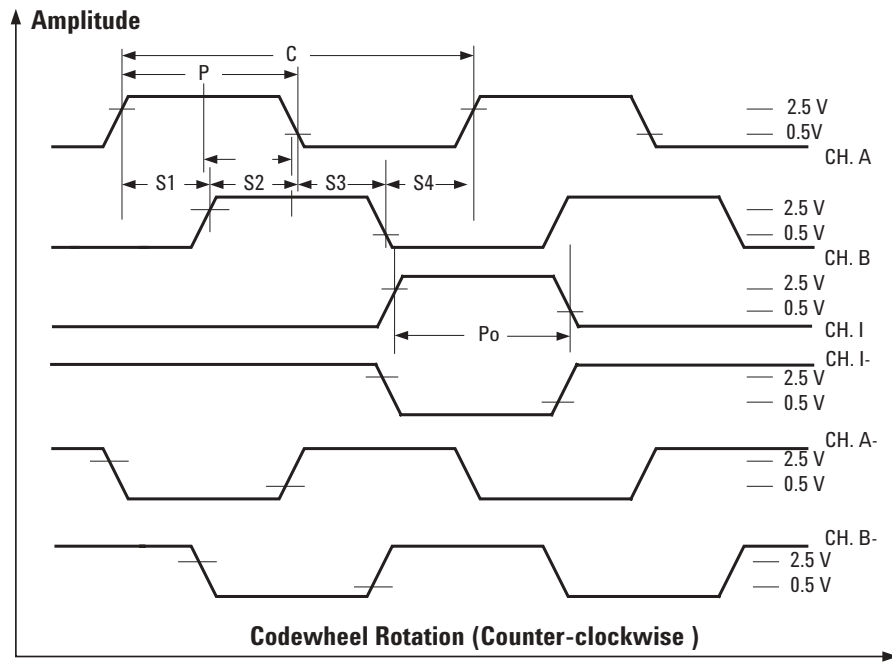 Amplitude
C
P
2.5 V
0.5V
CH. A
S1 S2 S3 S4
2.5 V
0.5 V
CH. B
2.5 V
0.5 V
CH. I
Po
CH. I-
2.5 V
0.5 V
CH. A-
2.5 V
0.5 V
CH. B-
2.5 V
0.5 V
Codewheel Rotation (Counter-clockwise )